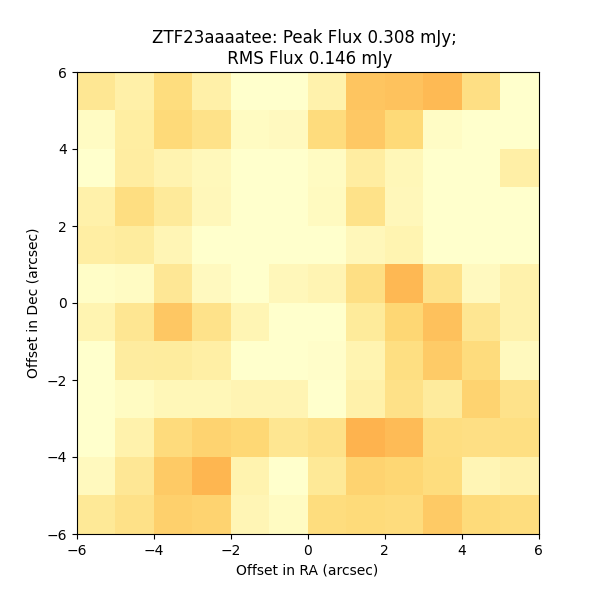 ZTF23aaaatee: Peak Flux 0.308 mJy;
RMS Flux 0.146 mJy
6
4
2
0
−2
−4
−6
Offset in Dec (arcsec)
−6 −4 −2 0 2 4 6
Offset in RA (arcsec)